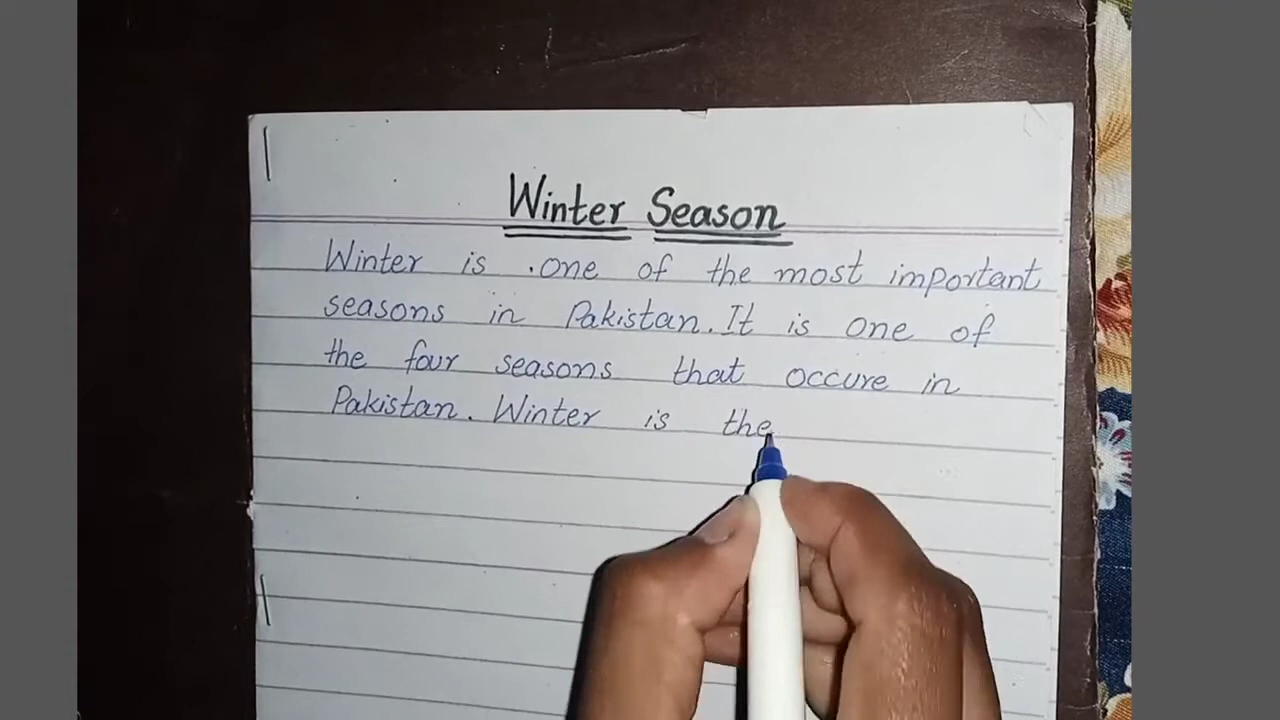 Winter Season
Winter is .one of the most important
seasons in Pakistan. It is one of
the four seasons that occure in
Pakistan. Winter is the